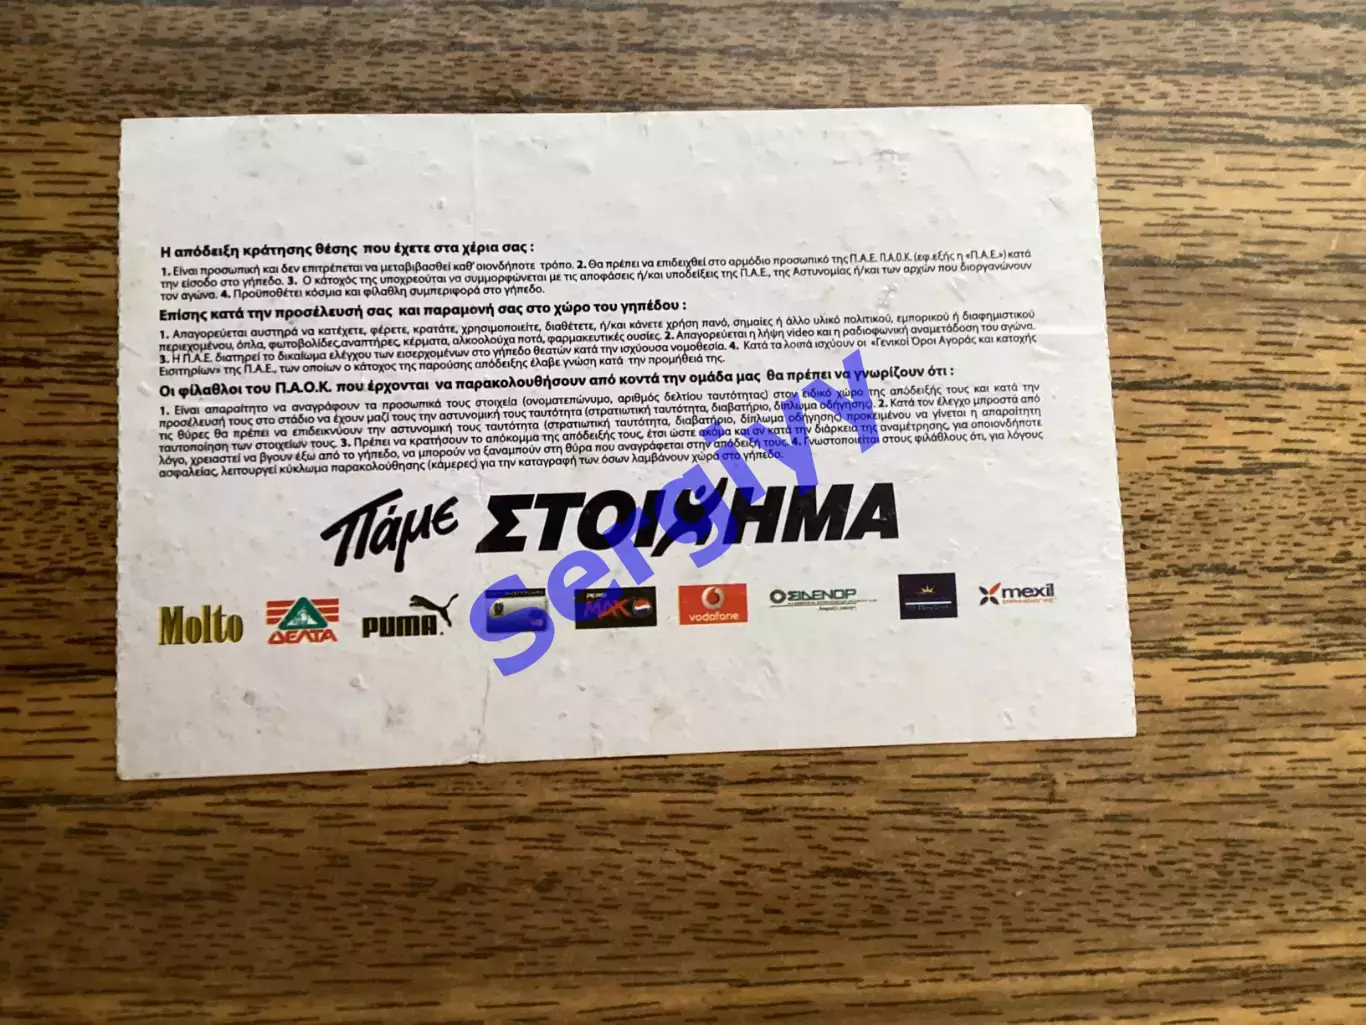 Η απόδειξη κράτησης θέσης που έχετε στα χέρια σας :
1. Είναι προσωπική και δεν επιτρέπεται να μεταβιβασθεί καθ'οιονδήποτε τρόπο. 2. Θα πρέπει να επιδειχθεί στο αρμόδιο προσωπικό της Π.Α.Ε. Π.Α.Ο.Κ. (εφ.εξής η «Π.Α.Ε.») κατά
την είσοδο στο γήπεδο. 3. Ο κάτοχός της υποχρεούται να συμμορφώνεται με τις αποφάσεις ή/και υποδείξεις της Π.Α.Ε., της Αστυνομίας ή/και των αρχών που διοργανώνουν
τον αγώνα. 4. Προϋποθέτει κόσμια και φίλαθλη συμπεριφορά στο γήπεδο.
Επίσης κατά την προσέλευσή σας και παραμονή σας στο χώρο του γηπέδου :
1. Απαγορεύεται αυστηρά να κατέχετε, φέρετε, κρατάτε, χρησιμοποιείτε, διαθέτετε, ή/και κάνετε χρήση πανό, σημαίες ή άλλο υλικό πολιτικού, εμπορικού ή διαφημιστικού
περιεχομένου, όπλα, φωτοβολίδες,αναπτήρες, κέρματα, αλκοολούχα ποτά, φαρμακευτικές ουσίες. 2. Απαγορεύεται η λήψη video και η ραδιοφωνική αναμετάδοση του αγώνα.
3. Η Π.Α.Ε. διατηρεί το δικαίωμα ελέγχου των εισερχομένων στο γήπεδο θεατών κατά την ισχύουσα νομοθεσία. 4. Κατά τα λοιπά ισχύουν οι «Γενικοί Όροι Αγοράς και κατοχής
Εισιτηρίων» της Π.Α.Ε., των οποίων ο κάτοχος της παρούσης απόδειξης έλαβε γνώση κατά την προμήθειά της.
Οι φίλαθλοι του Π.Α.Ο.Κ. που έρχονται να παρακολουθήσουν από κοντά την ομάδα μας θα πρέπει να γνωρίζουν ότι :
1. Είναι απαραίτητο να αναγράφουν τα προσωπικά τους στοιχεία (ονοματεπώνυμο, αριθμός δελτίου ταυτότητας) στον ειδικό χώρο της απόδειξής τους και κατά την
προσέλευσή τους στο στάδιο να έχουν μαζί τους την αστυνομική τους ταυτότητα (στρατιωτική ταυτότητα, διαβατήριο, δίπλωμα οδήγησης). 2. Κατά τον έλεγχο μπροστά από
τις θύρες θα πρέπει να επιδεικνύουν την αστυνομική τους ταυτότητα (στρατιωτική ταυτότητα, διαβατήριο, δίπλωμα οδήγησης) προκειμένου να γίνεται η απαραίτητη
ταυτοποίηση των στοιχείων τους. 3. Πρέπει να κρατήσουν το απόκομμα της απόδειξής τους, έτσι ώστε ακόμα και αν κατά την διάρκεια της αναμέτρησης, για οποιονδήποτε
λόγο, χρειαστεί να βγουν έξω από το γήπεδο, να μπορούν να ξαναμπούν στη θύρα που αναγράφεται στην απόδειξή τους. 4. Γνωστοποιείται στους φιλάθλους ότι, για λόγους
ασφαλείας, λειτουργεί κύκλωμα παρακολούθησης (κάμερες) για την καταγραφή των όσων λαμβάνουν χώρα στο γήπεδο.
Πάμε ΣΤΟΙΧΗΜΑ
Molto ΔΕΛΤΑ PUMA PEPSI MAX vodafone ΣΙΔΕΝΟΡ mexil
Sergiyy